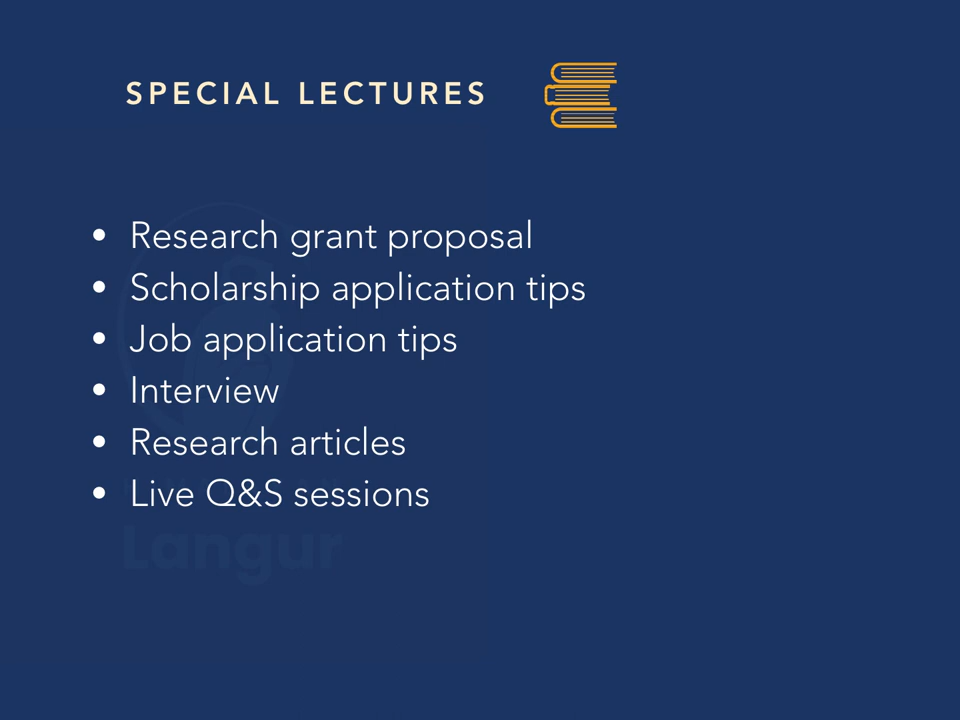 SPECIAL LECTURES
• Research grant proposal
• Scholarship application tips
• Job application tips
• Interview
• Research articles
• Live Q&S sessions
Langur